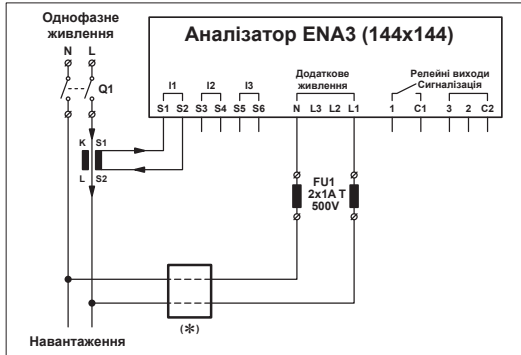 Однофазне
живлення
N L
Q1
Аналізатор ENA3 (144x144)
I1 I2 I3
Додаткове
живлення
Релейні виходи
Сигналізація
S1 S2 S3 S4 S5 S6 N L3 L2 L1 1 C1 3 2 C2
K S1
L S2
FU1
2x1A T
500V
(*)
Навантаження